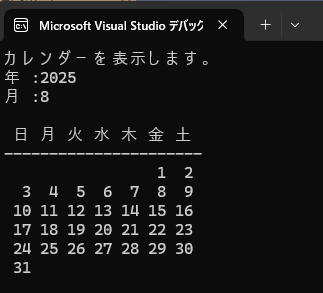 Microsoft Visual Studio デバッグ
カレンダーを表示します。
年 :2025
月 :8
日 月 火 水 木 金 土
----------------------
1 2
3 4 5 6 7 8 9
10 11 12 13 14 15 16
17 18 19 20 21 22 23
24 25 26 27 28 29 30
31